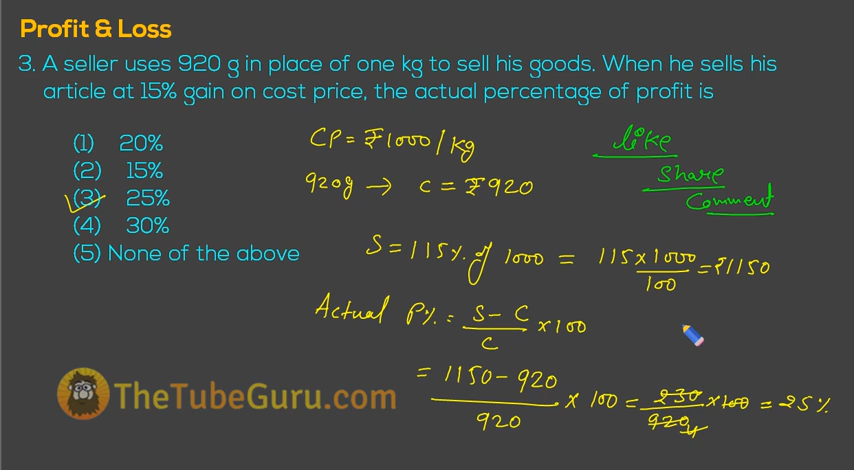 Profit & Loss
3. A seller uses 920 g in place of one kg to sell his goods. When he sells his
article at 15% gain on cost price, the actual percentage of profit is
(1) 20%
(2) 15%
(3) 25%
(4) 30%
(5) None of the above
CP = ₹1000/kg
920g → C = ₹920
like
share
Comment
S = 115% of 1000 = 115 × 1000 / 100 = ₹1150
Actual P% = S - C / C × 100
= 1150 - 920 / 920 × 100 = 230 / 920 4 × 100 = 25%
TheTubeGuru.com